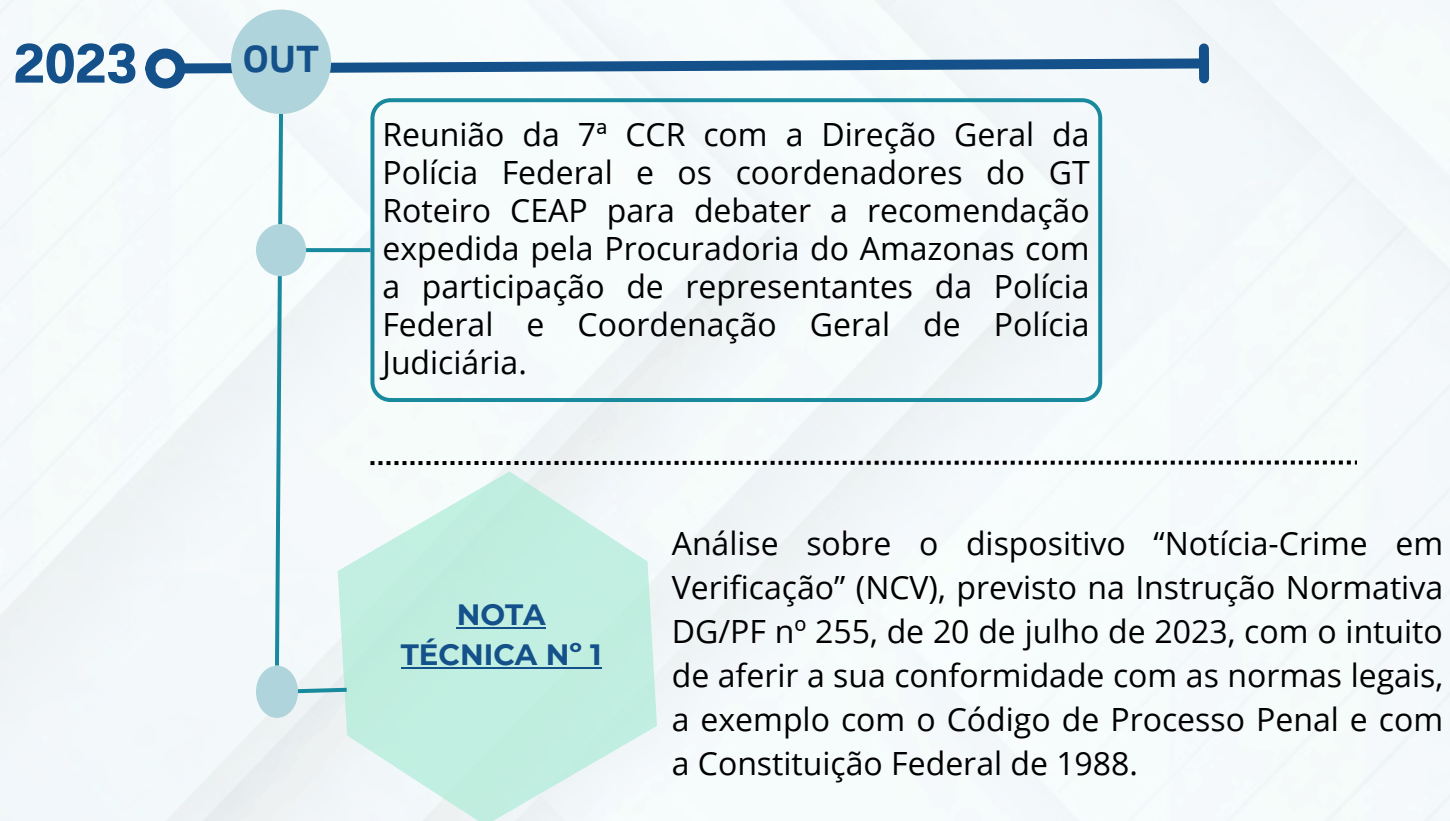 2023
OUT
Reunião da 7ª CCR com a Direção Geral da
Polícia Federal e os coordenadores do GT
Roteiro CEAP para debater a recomendação
expedida pela Procuradoria do Amazonas com
a participação de representantes da Polícia
Federal e Coordenação Geral de Polícia
Judiciária.
NOTA
TÉCNICA Nº 1
Análise sobre o dispositivo “Notícia-Crime em
Verificação” (NCV), previsto na Instrução Normativa
DG/PF nº 255, de 20 de julho de 2023, com o intuito
de aferir a sua conformidade com as normas legais,
a exemplo com o Código de Processo Penal e com
a Constituição Federal de 1988.